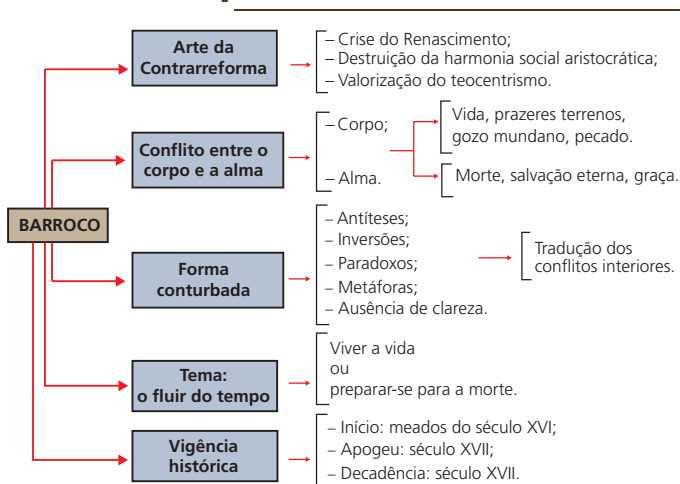 Arte da
Contrarreforma
– Crise do Renascimento;
– Destruição da harmonia social aristocrática;
– Valorização do teocentrismo.
Conflito entre o
corpo e a alma
– Corpo;
– Alma.
Vida, prazeres terrenos,
gozo mundano, pecado.
Morte, salvação eterna, graça.
BARROCO
Forma
conturbada
– Antíteses;
– Inversões;
– Paradoxos;
– Metáforas;
– Ausência de clareza.
Tradução dos
conflitos interiores.
Tema:
o fluir do tempo
Viver a vida
ou
preparar-se para a morte.
Vigência
histórica
– Início: meados do século XVI;
– Apogeu: século XVII;
– Decadência: século XVII.